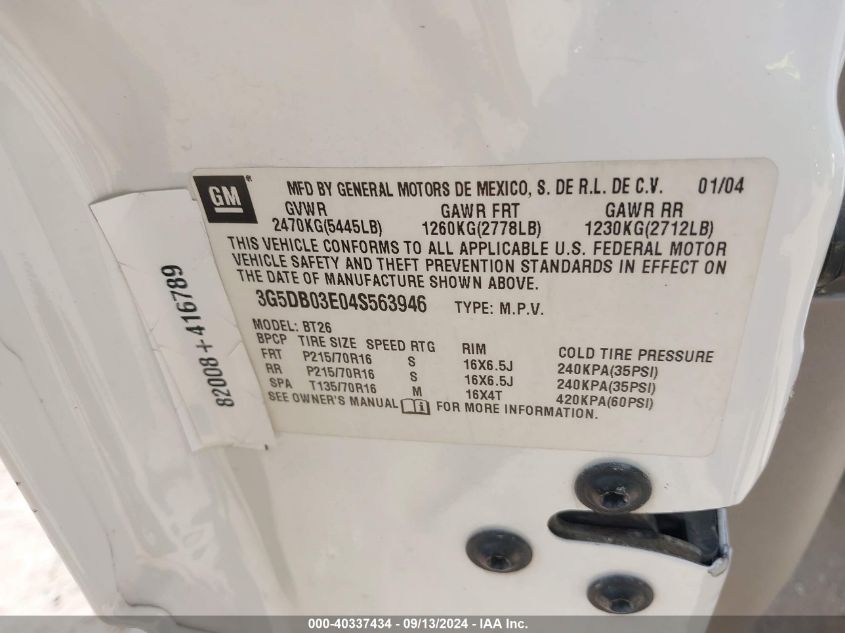 GM ® MFD BY GENERAL MOTORS DE MEXICO, S. DE R.L. DE C.V. 01/04
GVWR GAWR FRT GAWR RR
2470KG(5445LB) 1260KG(2778LB) 1230KG(2712LB)
THIS VEHICLE CONFORMS TO ALL APPLICABLE U.S. FEDERAL MOTOR
VEHICLE SAFETY AND THEFT PREVENTION STANDARDS IN EFFECT ON
THE DATE OF MANUFACTURE SHOWN ABOVE.
3G5DB03E04S563946 TYPE: M.P.V.
MODEL: BT26
BPCP TIRE SIZE SPEED RTG RIM COLD TIRE PRESSURE
FRT P215/70R16 S 16X6.5J 240KPA(35PSI)
RR P215/70R16 S 16X6.5J 240KPA(35PSI)
SPA T135/70R16 M 16X4T 420KPA(60PSI)
SEE OWNER'S MANUAL i FOR MORE INFORMATION.
82008+416789
000-40337434 - 09/13/2024 - IAA Inc.